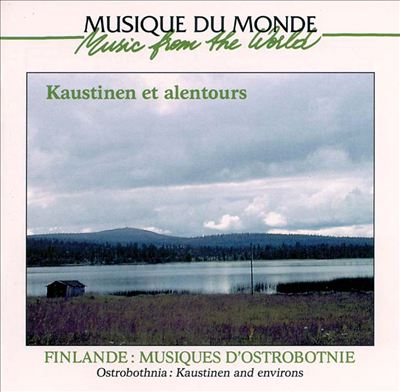 MUSIQUE DU MONDE
Music from the World
Kaustinen et alentours
FINLANDE : MUSIQUES D'OSTROBOTNIE
Ostrobothnia : Kaustinen and environs